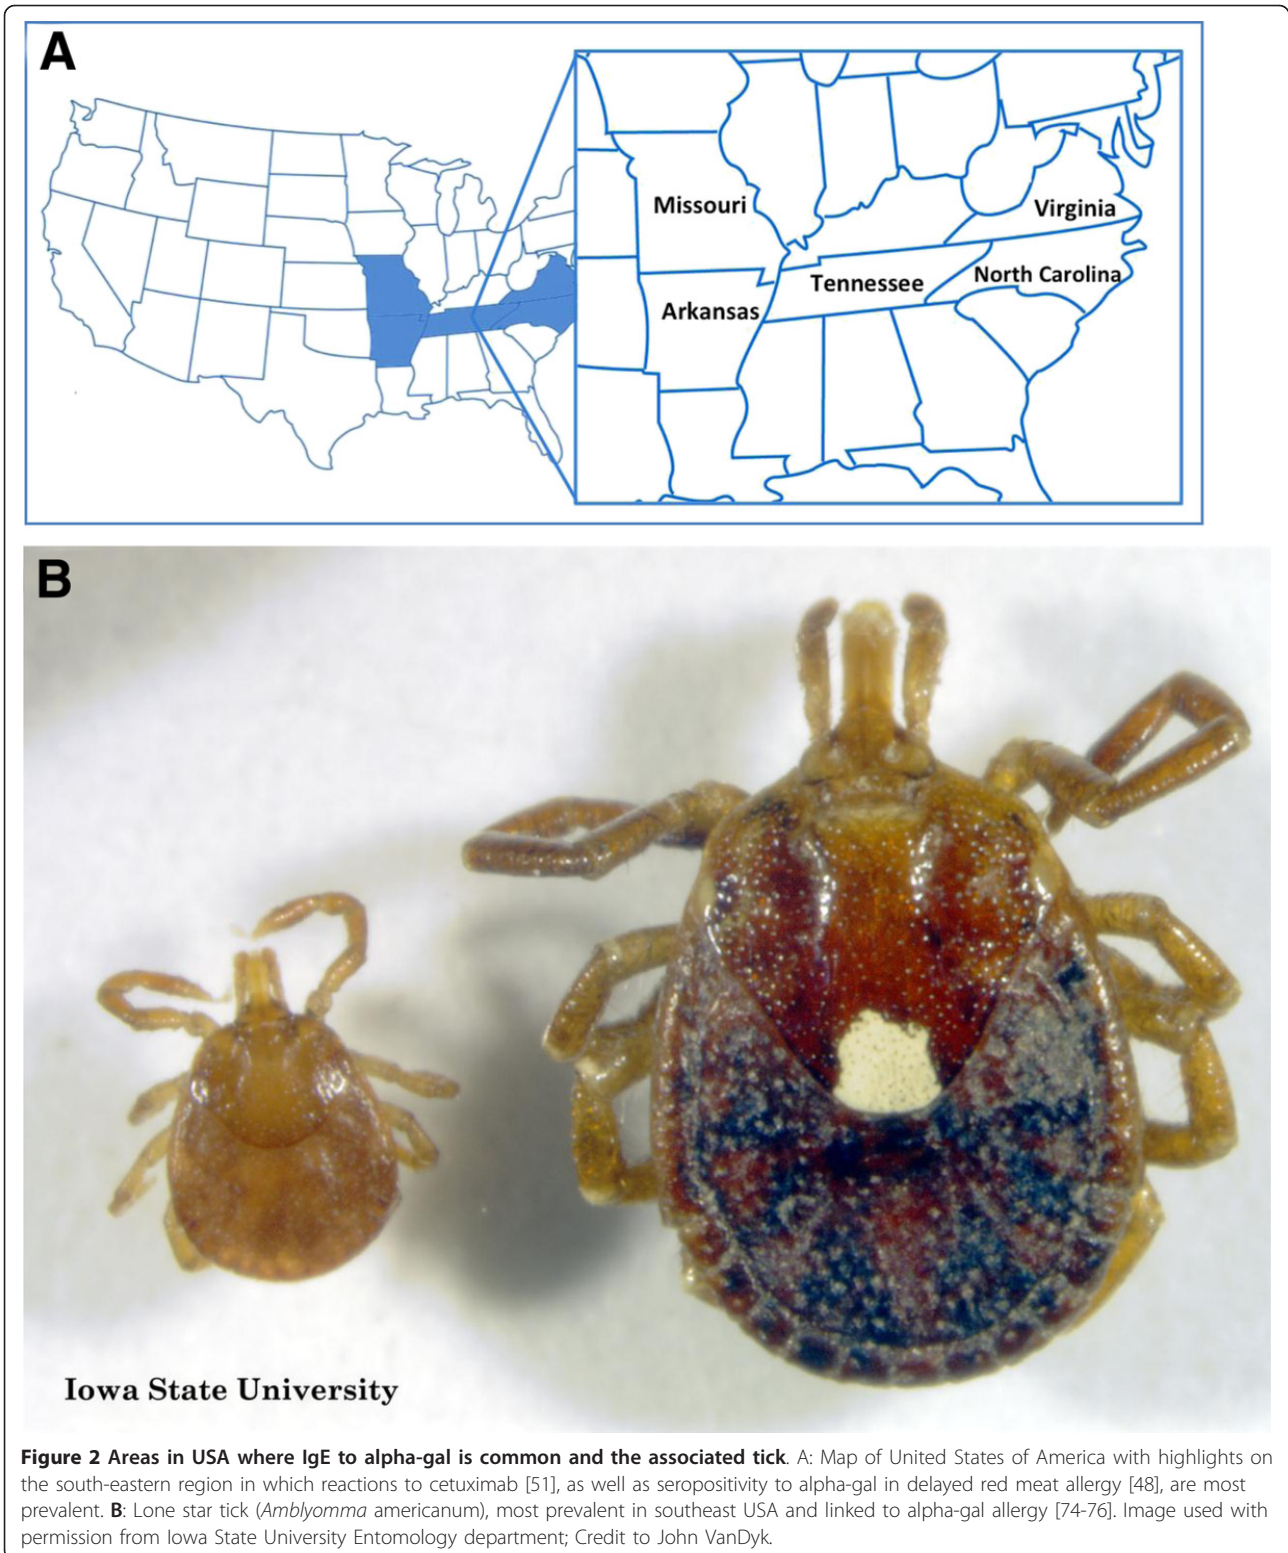 A
Missouri
Virginia
Tennessee
North Carolina
Arkansas
B
Iowa State University
Figure 2 Areas in USA where IgE to alpha-gal is common and the associated tick. A: Map of United States of America with highlights on
the south-eastern region in which reactions to cetuximab [51], as well as seropositivity to alpha-gal in delayed red meat allergy [48], are most
prevalent. B: Lone star tick (Amblyomma americanum), most prevalent in southeast USA and linked to alpha-gal allergy [74-76]. Image used with
permission from Iowa State University Entomology department; Credit to John VanDyk.